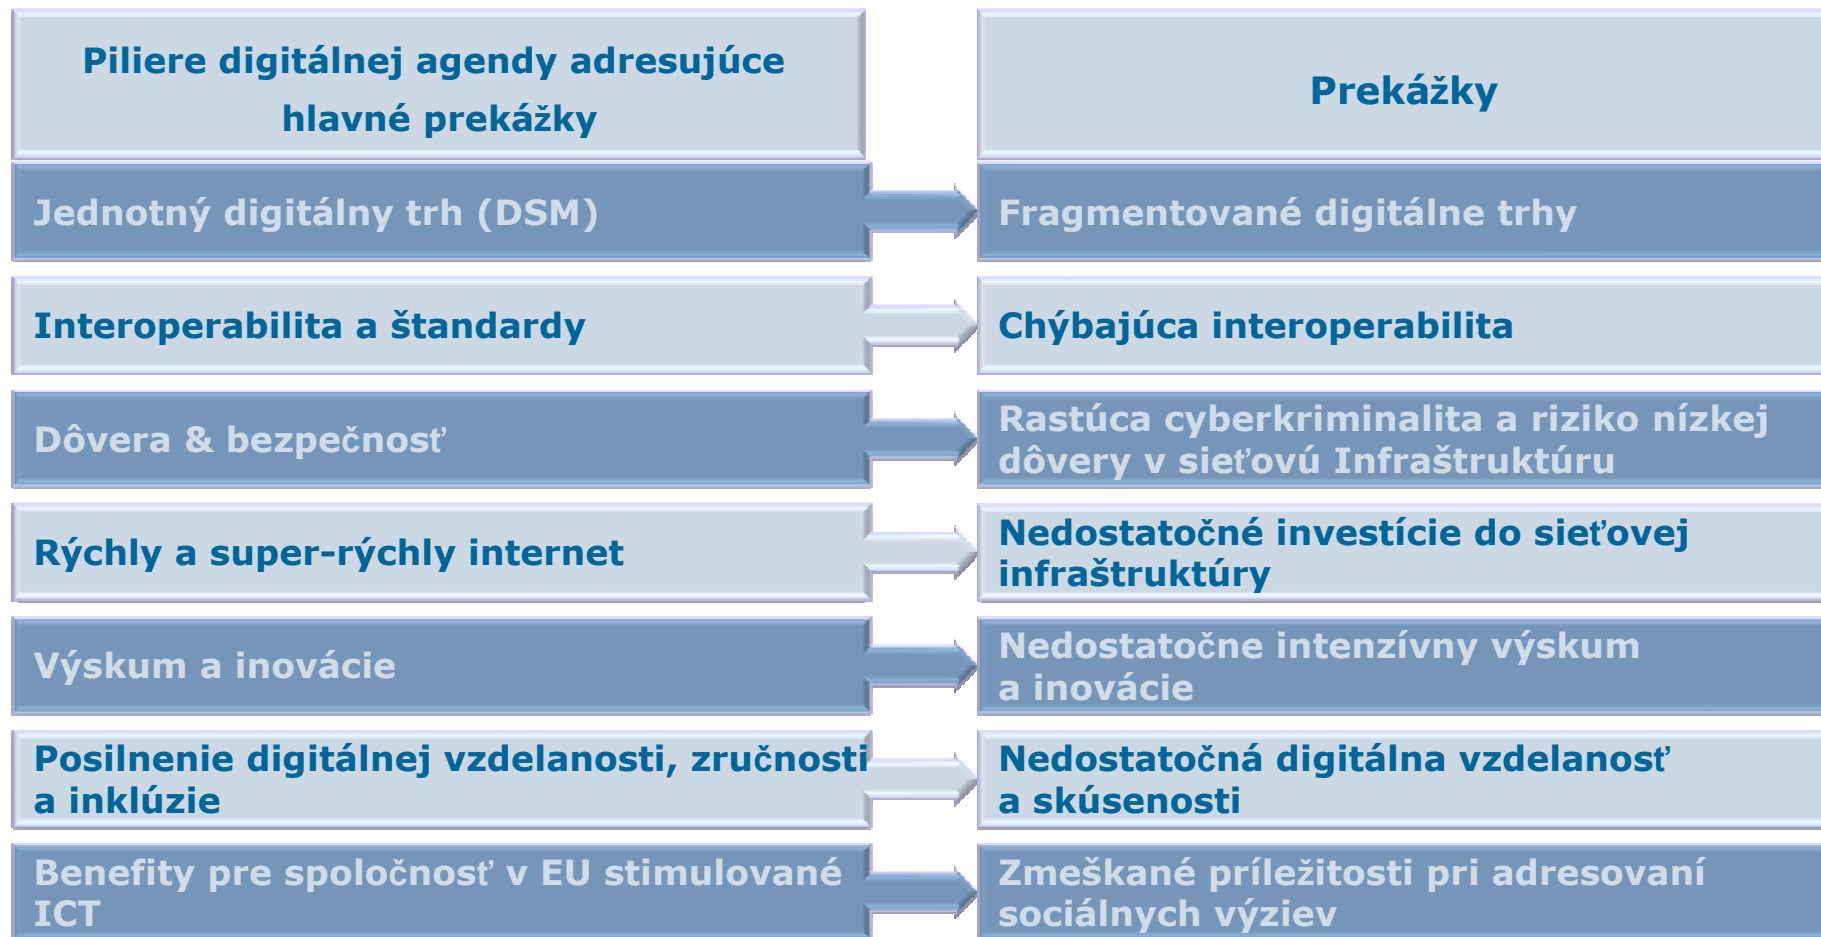 Piliere digitálnej agendy adresujúce
hlavné prekážky
Prekážky
Jednotný digitálny trh (DSM)
Fragmentované digitálne trhy
Interoperabilita a štandardy
Chýbajúca interoperabilita
Dôvera & bezpečnosť
Rastúca cyberkriminalita a riziko nízkej
dôvery v sieťovú Infraštruktúru
Rýchly a super-rýchly internet
Nedostatočné investície do sieťovej
infraštruktúry
Výskum a inovácie
Nedostatočne intenzívny výskum
a inovácie
Posilnenie digitálnej vzdelanosti, zručnosti
a inklúzie
Nedostatočná digitálna vzdelanosť
a skúsenosti
Benefity pre spoločnosť v EU stimulované
ICT
Zmeškané príležitosti pri adresovaní
sociálnych výziev